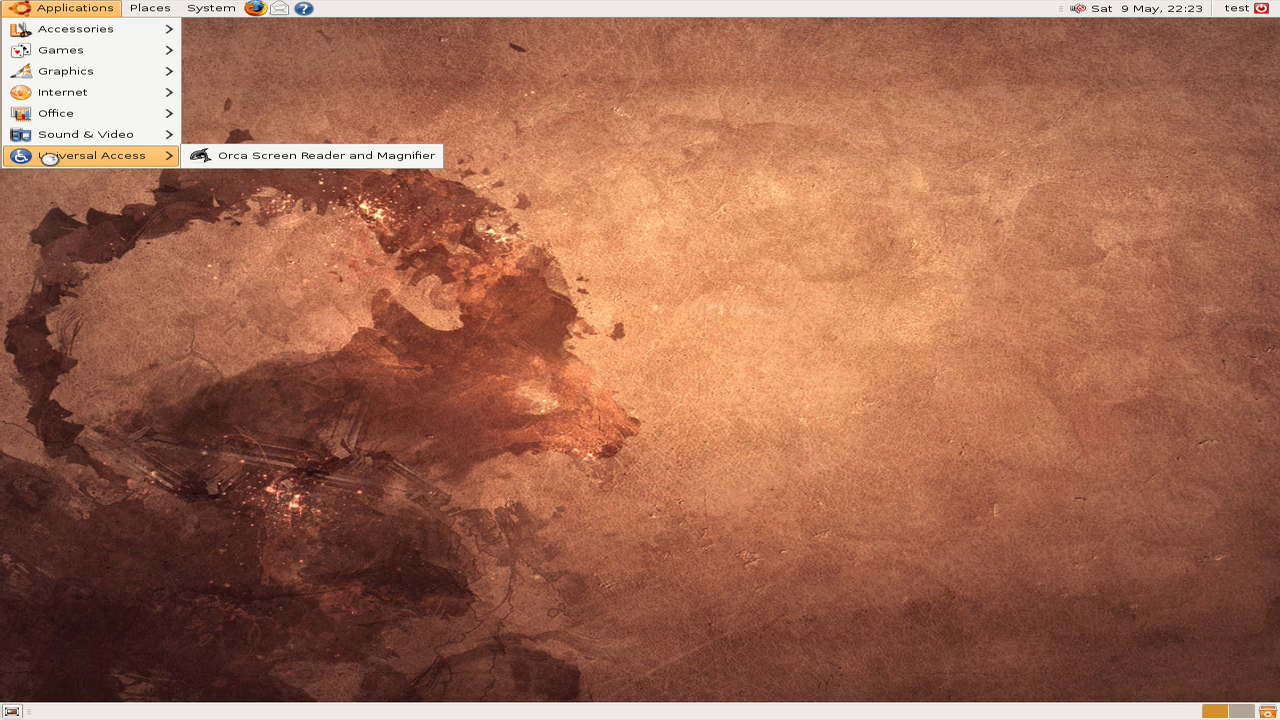 Applications Places System Sat 9 May, 22:23 test
Accessories
Games
Graphics
Internet
Office
Sound & Video
Universal Access Orca Screen Reader and Magnifier